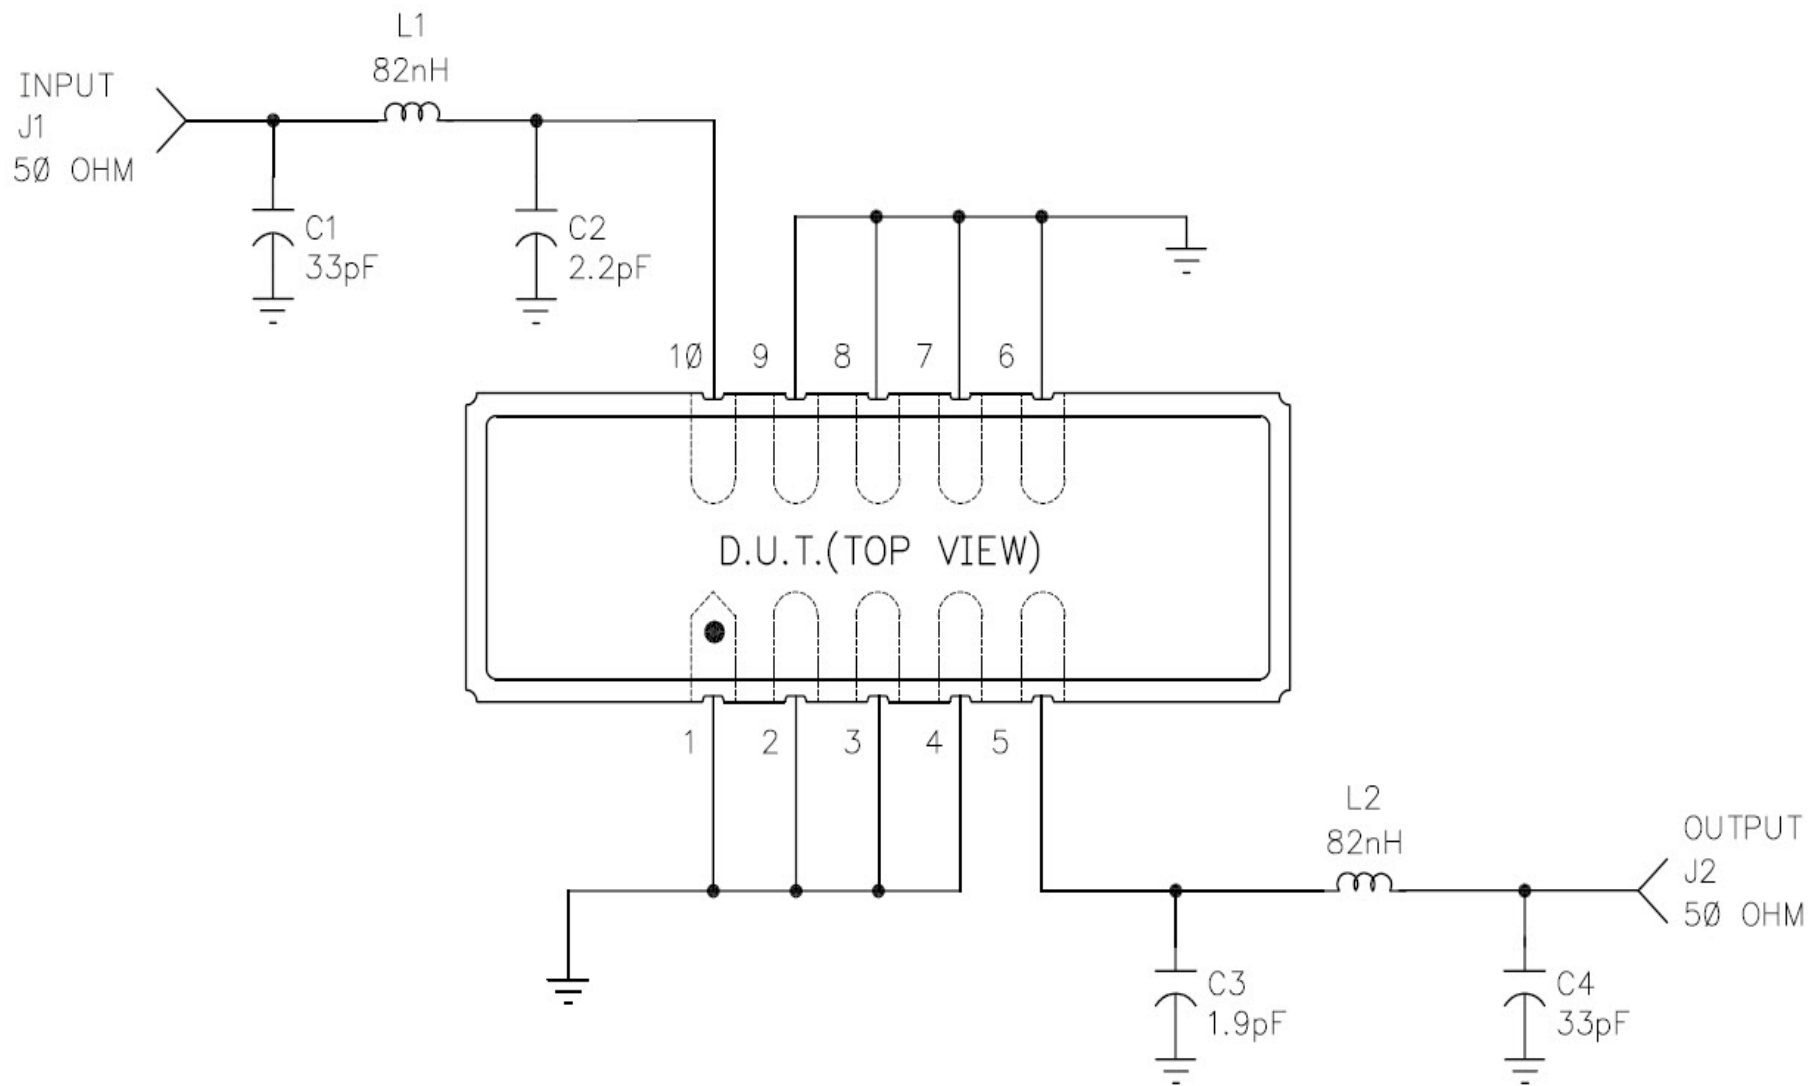 L1
82nH
INPUT
J1
5Ø OHM
C1
33pF
C2
2.2pF
1Ø 9 8 7 6
D.U.T.(TOP VIEW)
1 2 3 4 5
L2
82nH
OUTPUT
J2
5Ø OHM
C3
1.9pF
C4
33pF